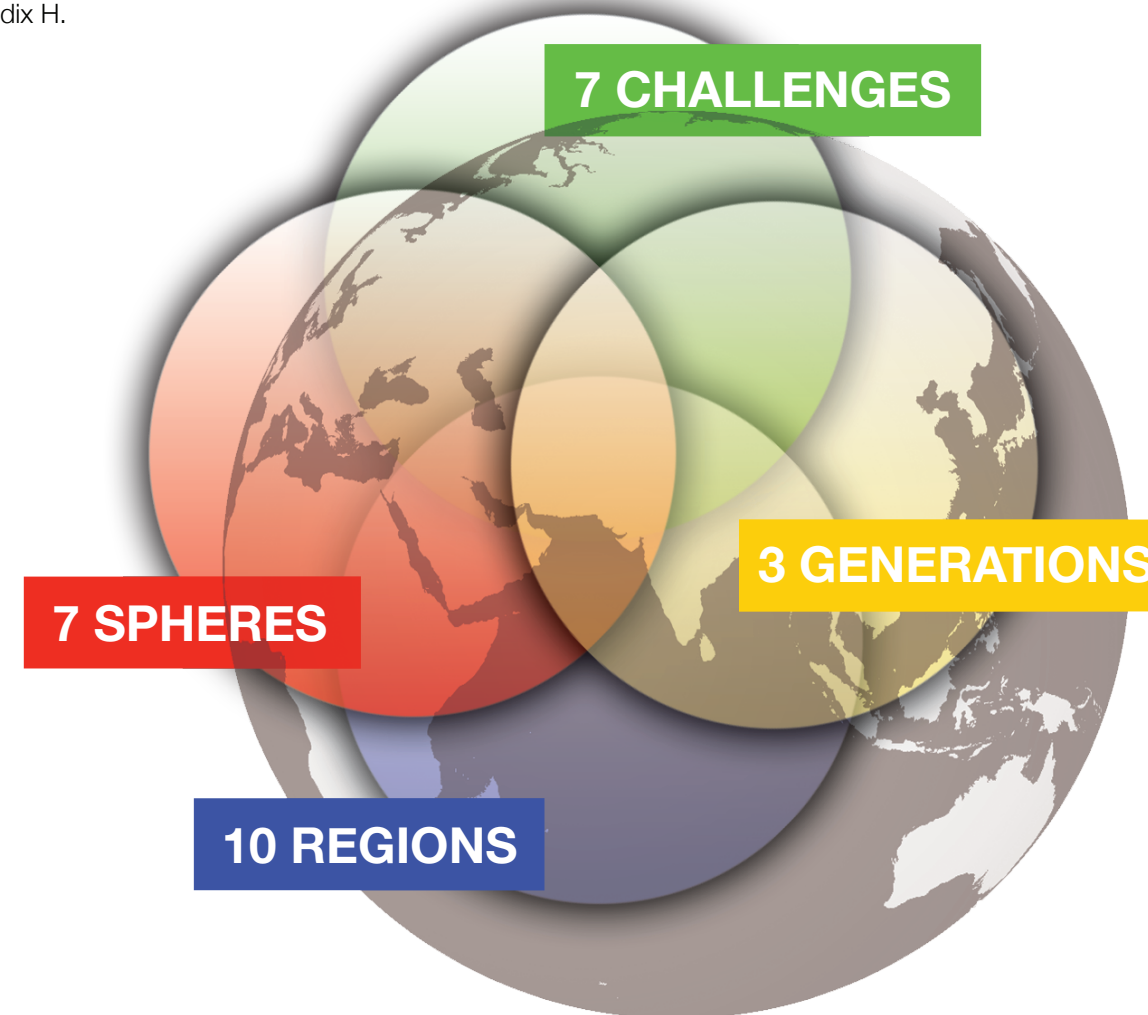 dix H.
7 CHALLENGES
3 GENERATIONS
7 SPHERES
10 REGIONS